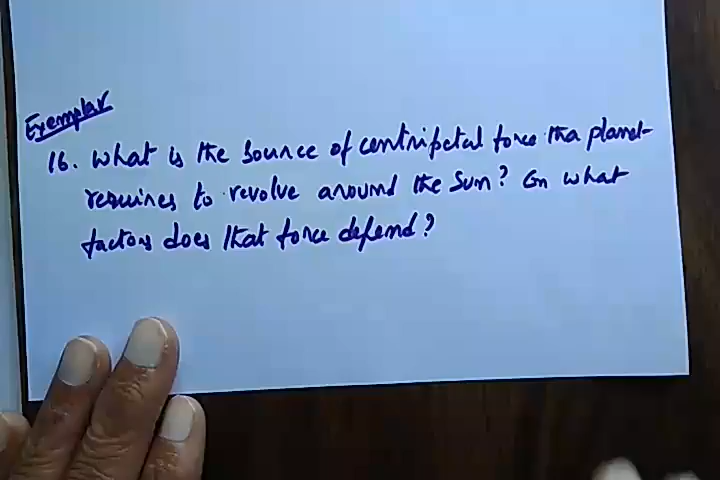 Exemplar
16. What is the Source of centripetal force tha planet
requires to revolve around the Sun? On what
factors does that force depend?